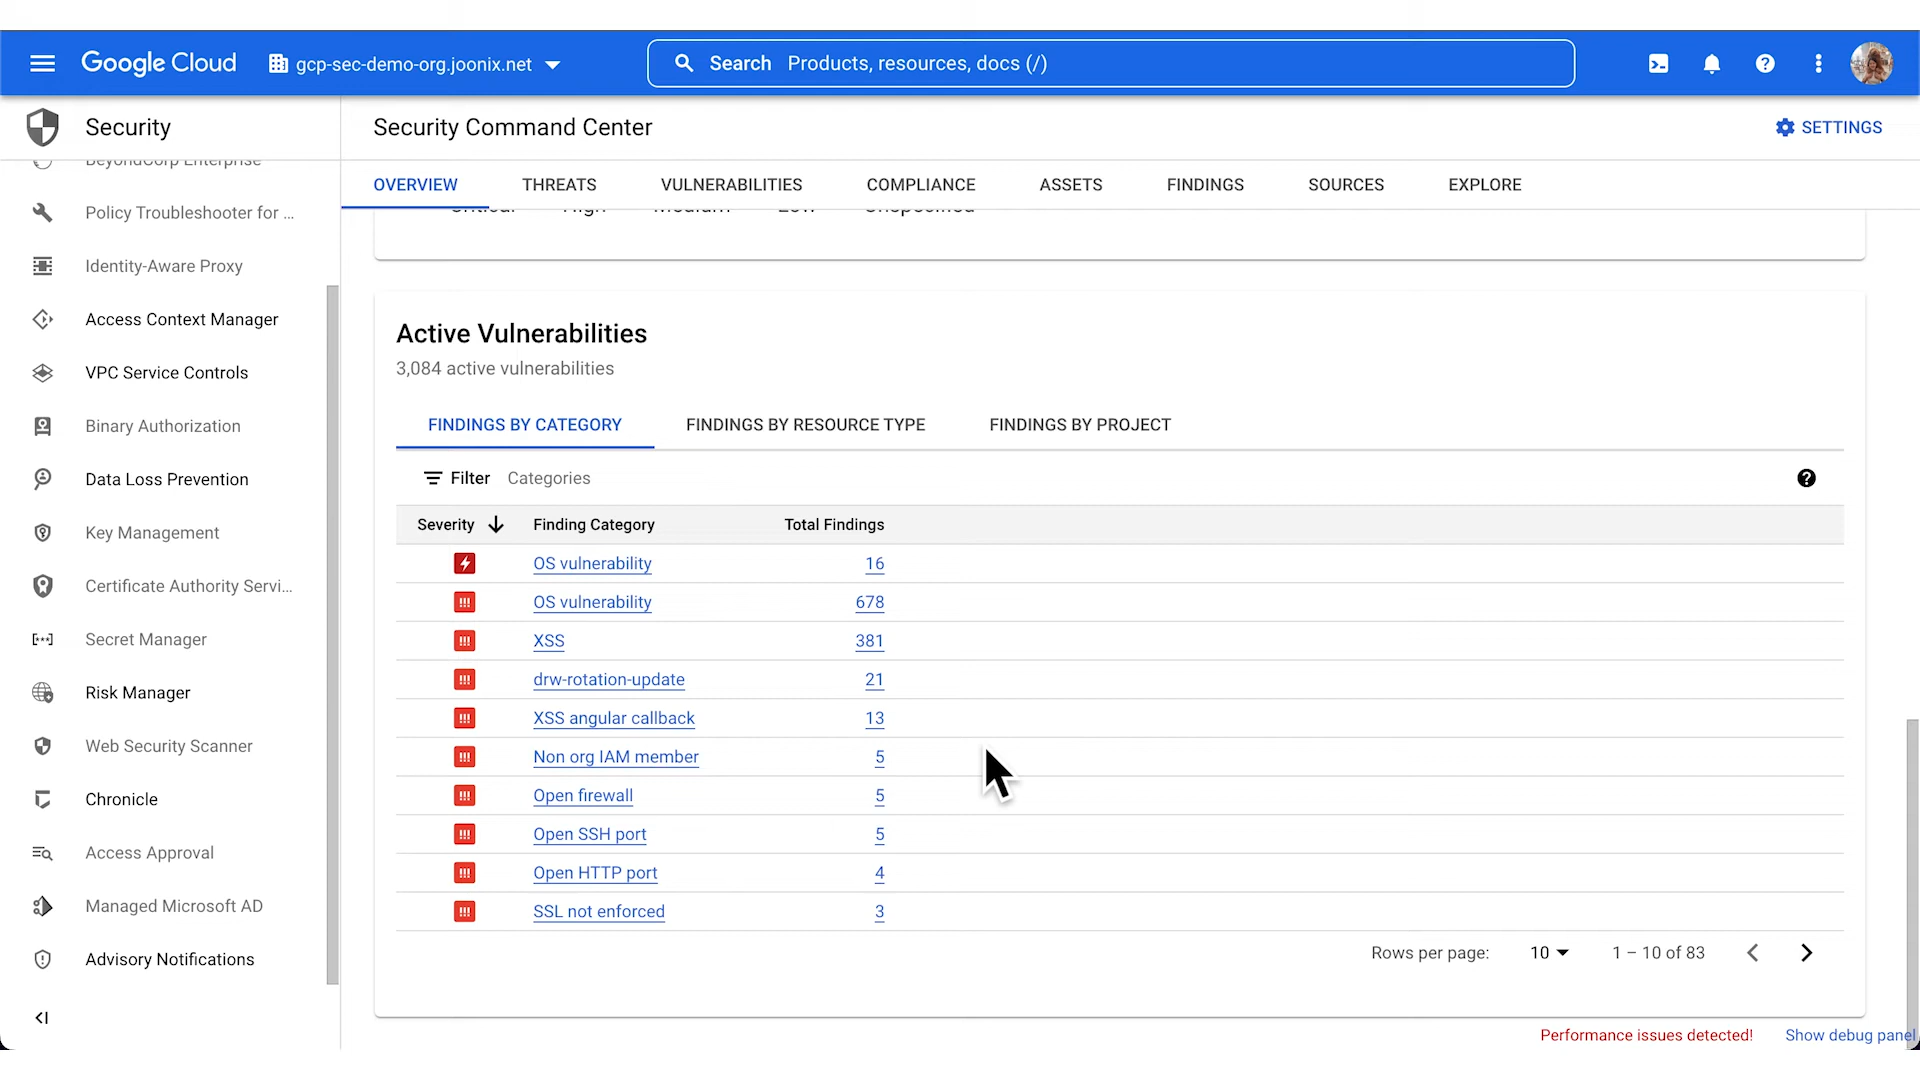 Google Cloud
gcp-sec-demo-org.joonix.net
Search Products, resources, docs (/)
Security
Security Command Center
SETTINGS
BeyondCorp Enterprise
Policy Troubleshooter for ...
Identity-Aware Proxy
Access Context Manager
VPC Service Controls
Binary Authorization
Data Loss Prevention
Key Management
Certificate Authority Servi...
Secret Manager
Risk Manager
Web Security Scanner
Chronicle
Access Approval
Managed Microsoft AD
Advisory Notifications
OVERVIEW THREATS VULNERABILITIES COMPLIANCE ASSETS FINDINGS SOURCES EXPLORE
Critical High Medium Low Unspecified
Active Vulnerabilities
3,084 active vulnerabilities
FINDINGS BY CATEGORY FINDINGS BY RESOURCE TYPE FINDINGS BY PROJECT
Filter Categories
Severity Finding Category Total Findings
OS vulnerability 16
OS vulnerability 678
XSS 381
drw-rotation-update 21
XSS angular callback 13
Non org IAM member 5
Open firewall 5
Open SSH port 5
Open HTTP port 4
SSL not enforced 3
Rows per page: 10 1 – 10 of 83
Performance issues detected! Show debug panel